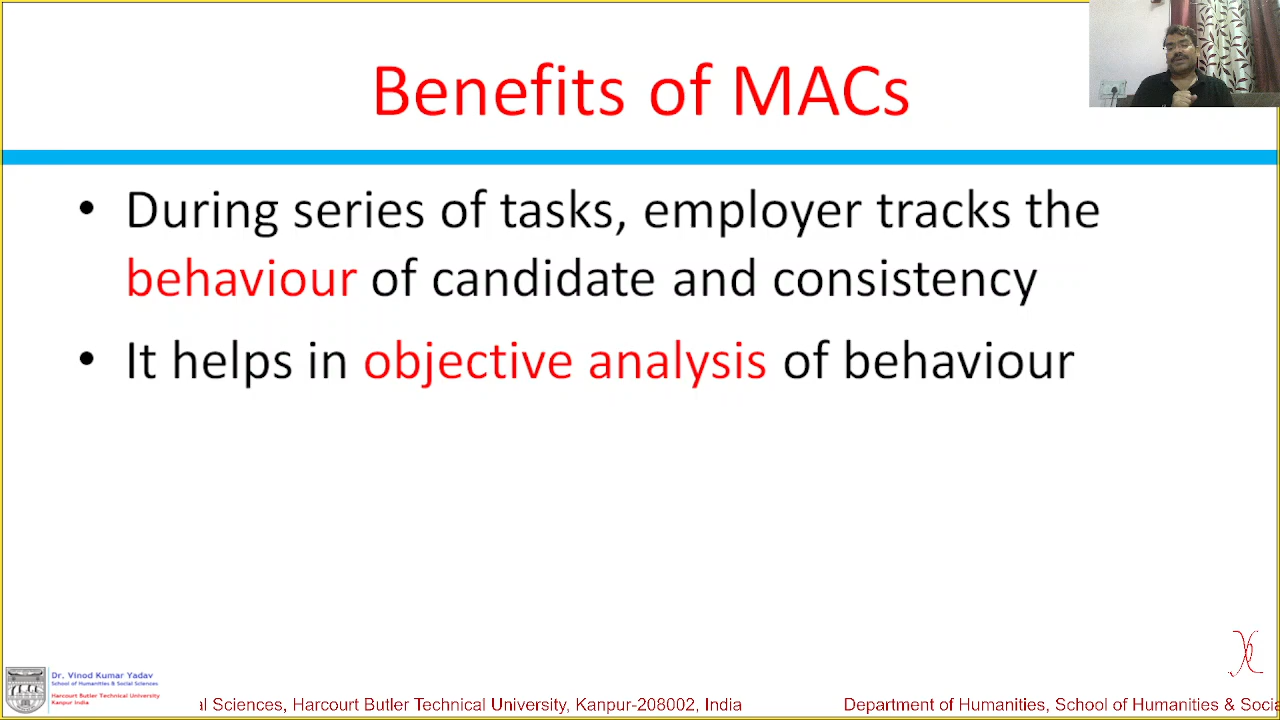 Benefits of MACs
• During series of tasks, employer tracks the
behaviour of candidate and consistency
• It helps in objective analysis of behaviour
Dr. Vinod Kumar Yadav
School of Humanities & Social Sciences
Harcourt Butler Technical University
Kanpur India
l Sciences, Harcourt Butler Technical University, Kanpur-208002, India
Department of Humanities, School of Humanities & Socia